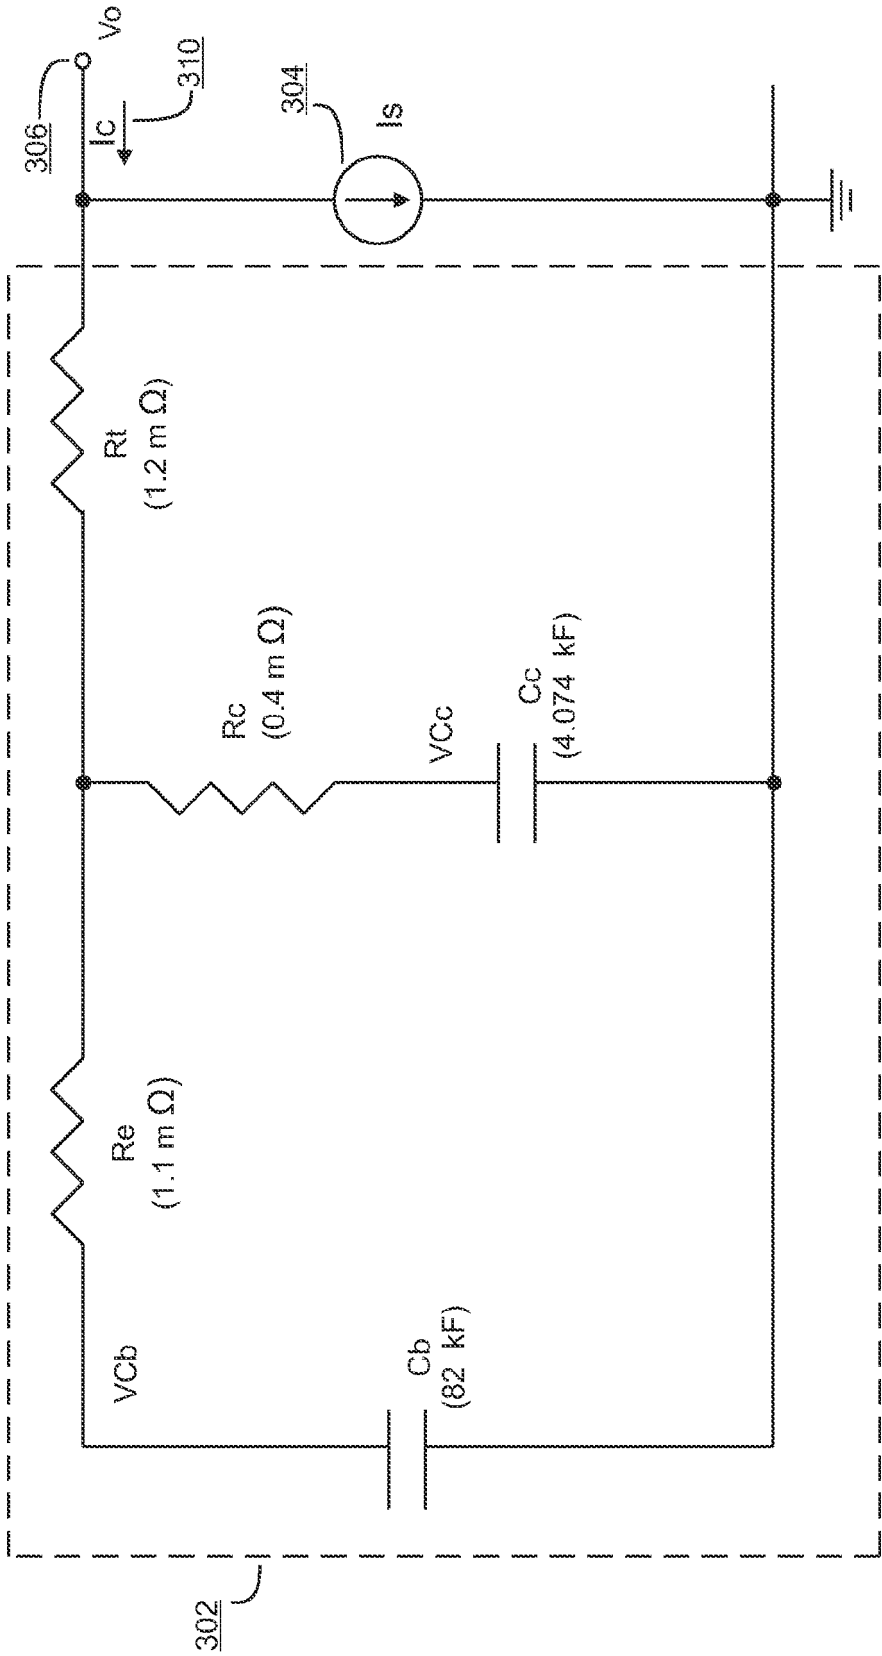 302
VCb
Cb
(82 kF)
Re
(1.1 m Ω)
Rc
(0.4 m Ω)
VCc
Cc
(4.074 kF)
Rt
(1.2 m Ω)
306
Ic
310
Vo
304
Is